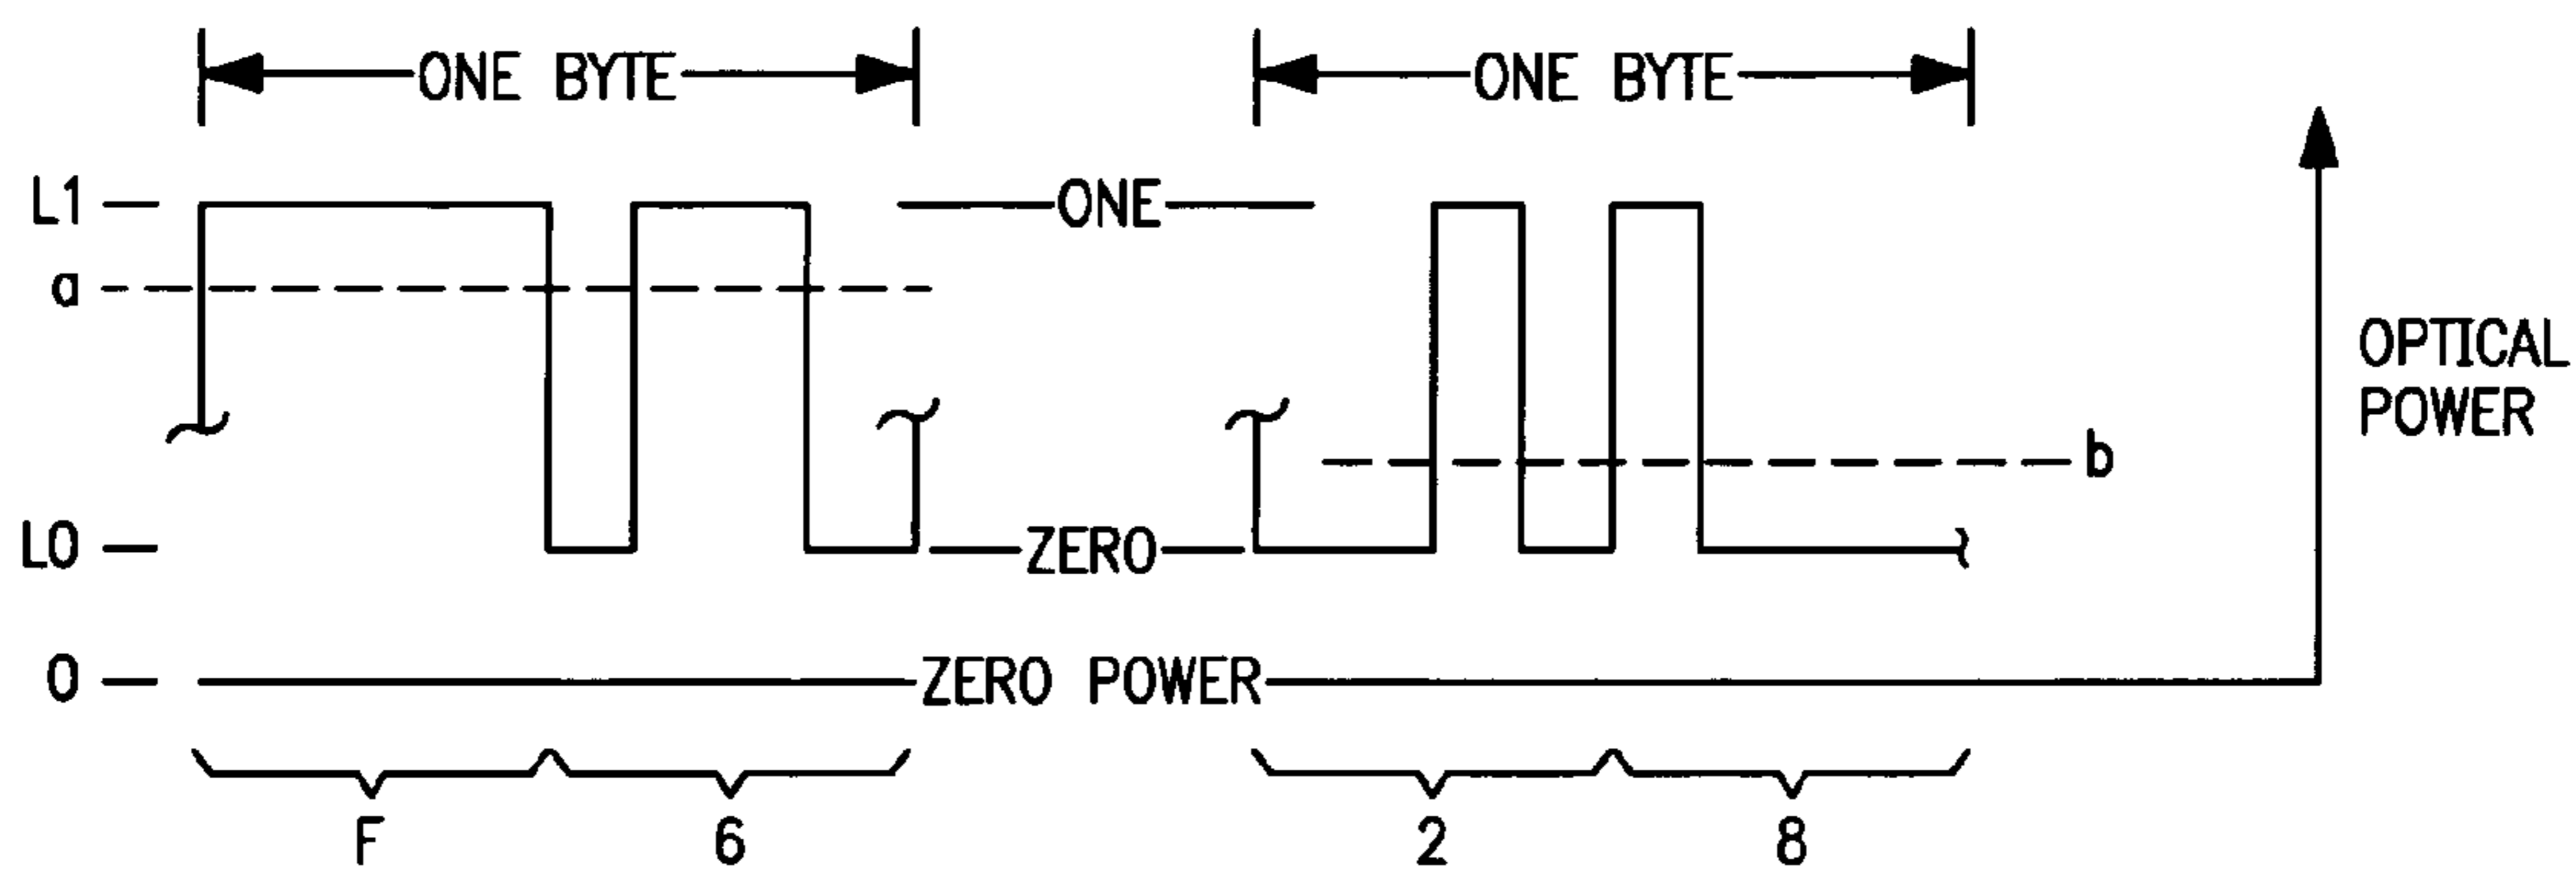 ONE BYTE ONE BYTE
L1 ONE
a
OPTICAL
POWER
b
L0 ZERO
0 ZERO POWER
F 6 2 8